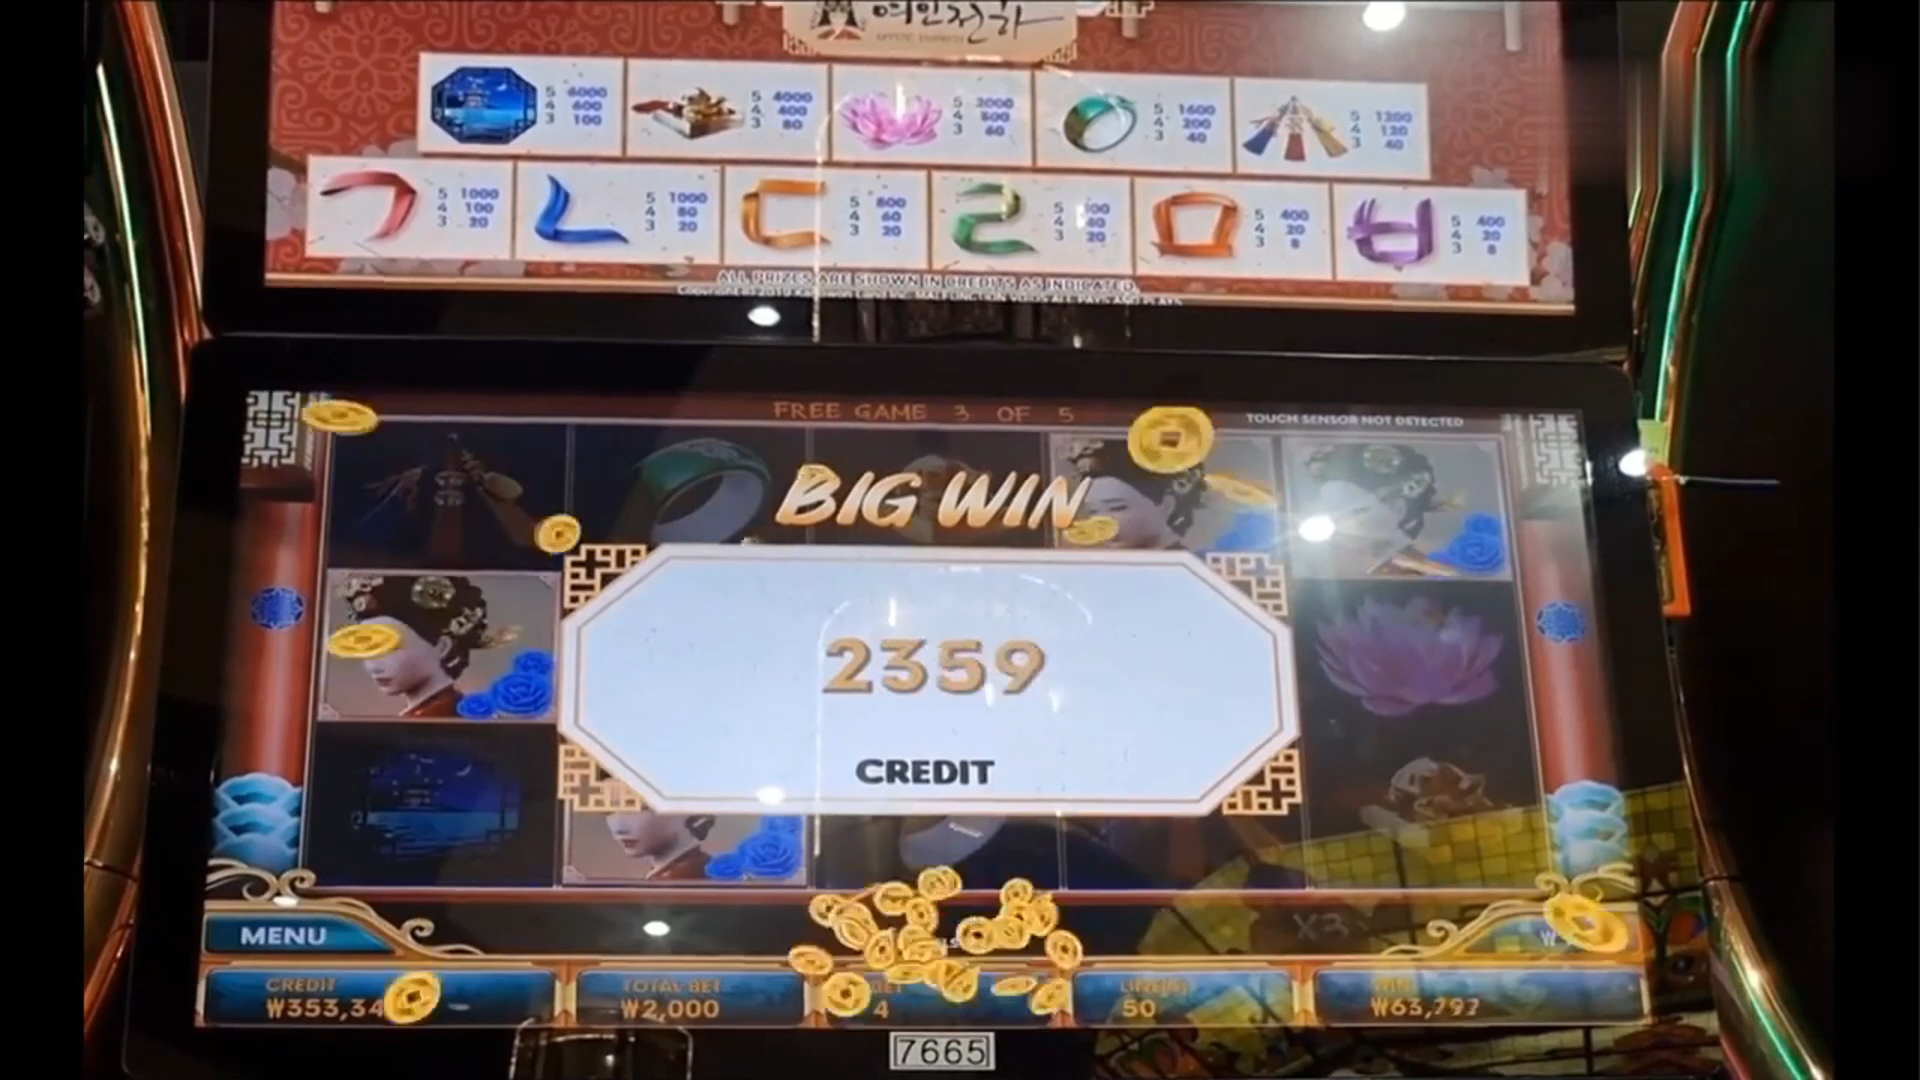 여인천하
5 6000
4 600
3 100
5 4000
4 400
3 80
5 2000
4
3 60
5 1600
4 200
3 40
5 1200
4 120
3 40
ㄱ
5 1000
4 100
3 20
ㄴ
5 1000
4 80
3 20
ㄷ
5 800
4 60
3 20
ㄹ
5
4 40
3 20
ㅁ
5 400
4 20
3 8
ㅂ
5 400
4 20
3 8
ALL PRIZES ARE SHOWN IN CREDITS AS INDICATED.
FREE GAME 3 OF 5
TOUCH SENSOR NOT DETECTED
BIG WIN
2359
CREDIT
X3
MENU
CREDIT
₩353,34
TOTAL BET
₩2,000
BET
4
LINE(S)
50
WIN
₩63,797
7665